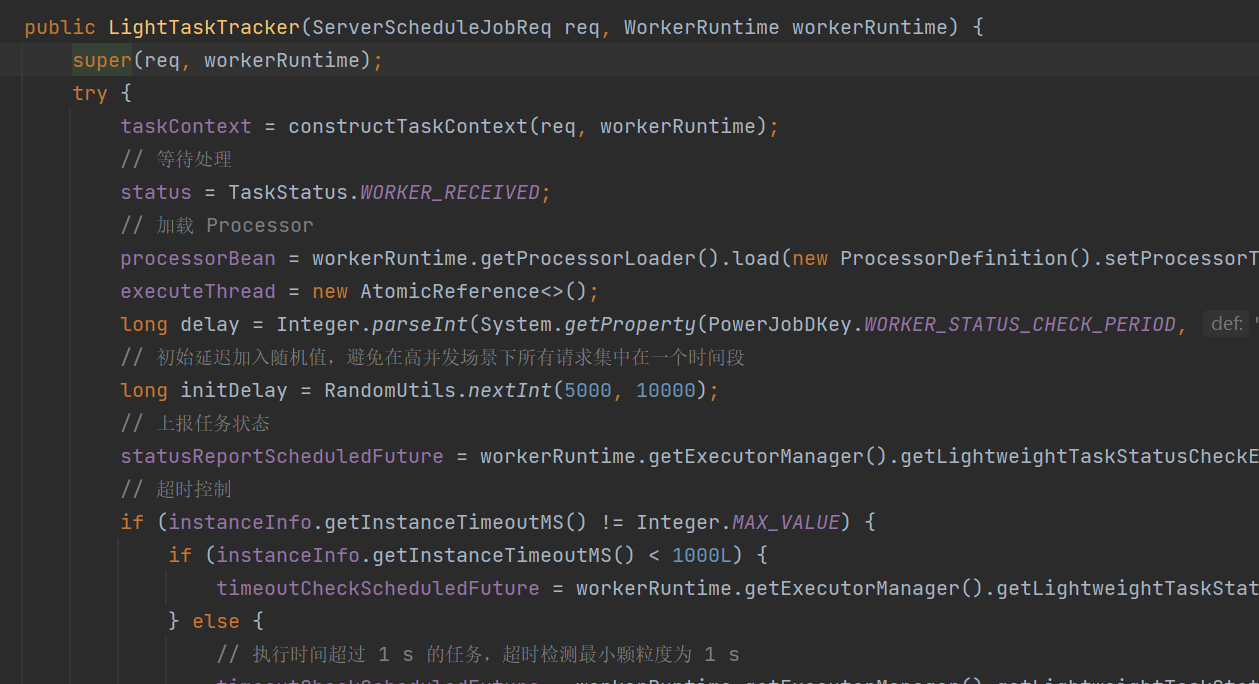 public LightTaskTracker(ServerScheduleJobReq req, WorkerRuntime workerRuntime) {
super(req, workerRuntime);
try {
taskContext = constructTaskContext(req, workerRuntime);
// 等待处理
status = TaskStatus.WORKER_RECEIVED;
// 加载 Processor
processorBean = workerRuntime.getProcessorLoader().load(new ProcessorDefinition().setProcessorT
executeThread = new AtomicReference<>();
long delay = Integer.parseInt(System.getProperty(PowerJobDKey.WORKER_STATUS_CHECK_PERIOD, def: "
// 初始延迟加入随机值，避免在高并发场景下所有请求集中在一个时间段
long initDelay = RandomUtils.nextInt(5000, 10000);
// 上报任务状态
statusReportScheduledFuture = workerRuntime.getExecutorManager().getLightweightTaskStatusCheckE
// 超时控制
if (instanceInfo.getInstanceTimeoutMS() != Integer.MAX_VALUE) {
if (instanceInfo.getInstanceTimeoutMS() < 1000L) {
timeoutCheckScheduledFuture = workerRuntime.getExecutorManager().getLightweightTaskStat
} else {
// 执行时间超过 1 s 的任务，超时检测最小颗粒度为 1 s